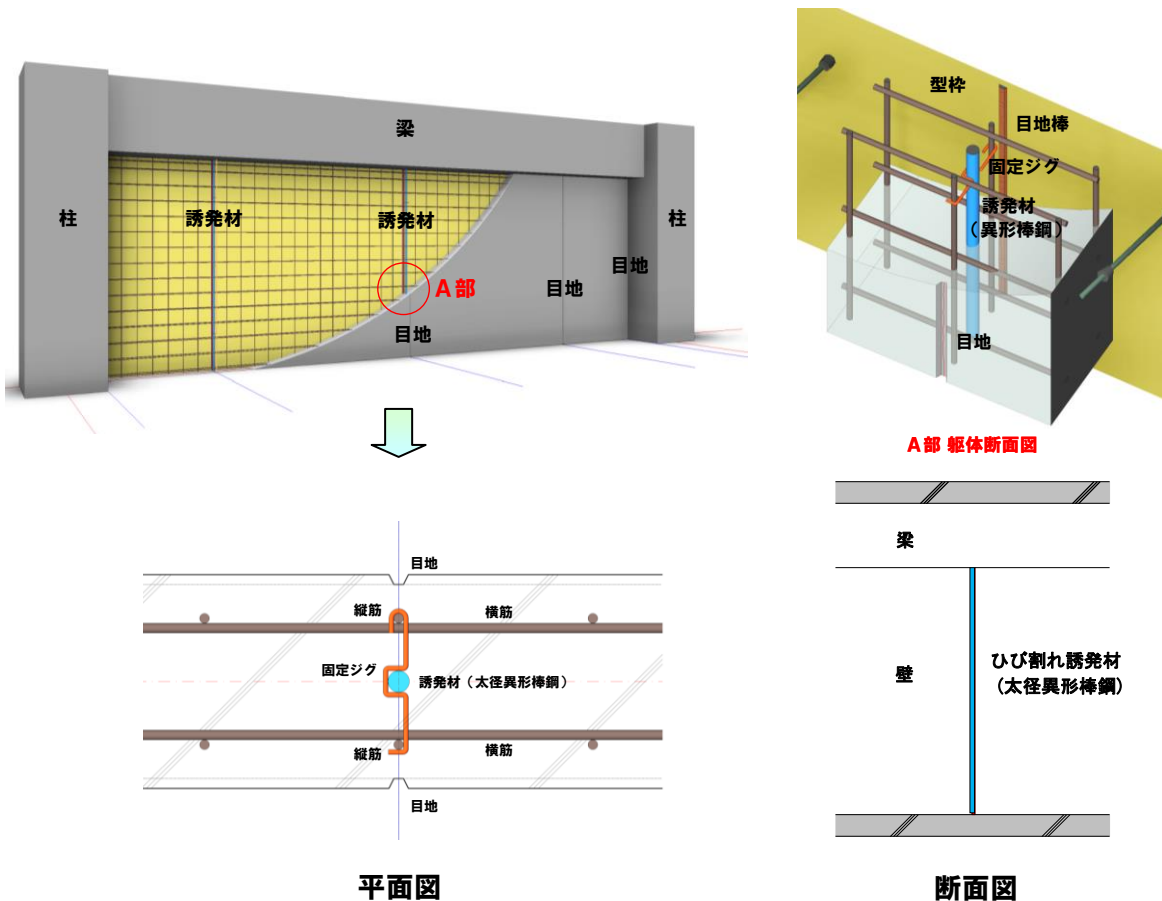 梁
柱
誘発材
誘発材
柱
目地
目地
A部
目地
型枠
目地棒
固定ジグ
誘発材
（異形棒鋼）
目地
A部 躯体断面図
目地
縦筋
横筋
固定ジグ
誘発材（太径異形棒鋼）
縦筋
横筋
目地
平面図
梁
壁
ひび割れ誘発材
(太径異形棒鋼)
断面図